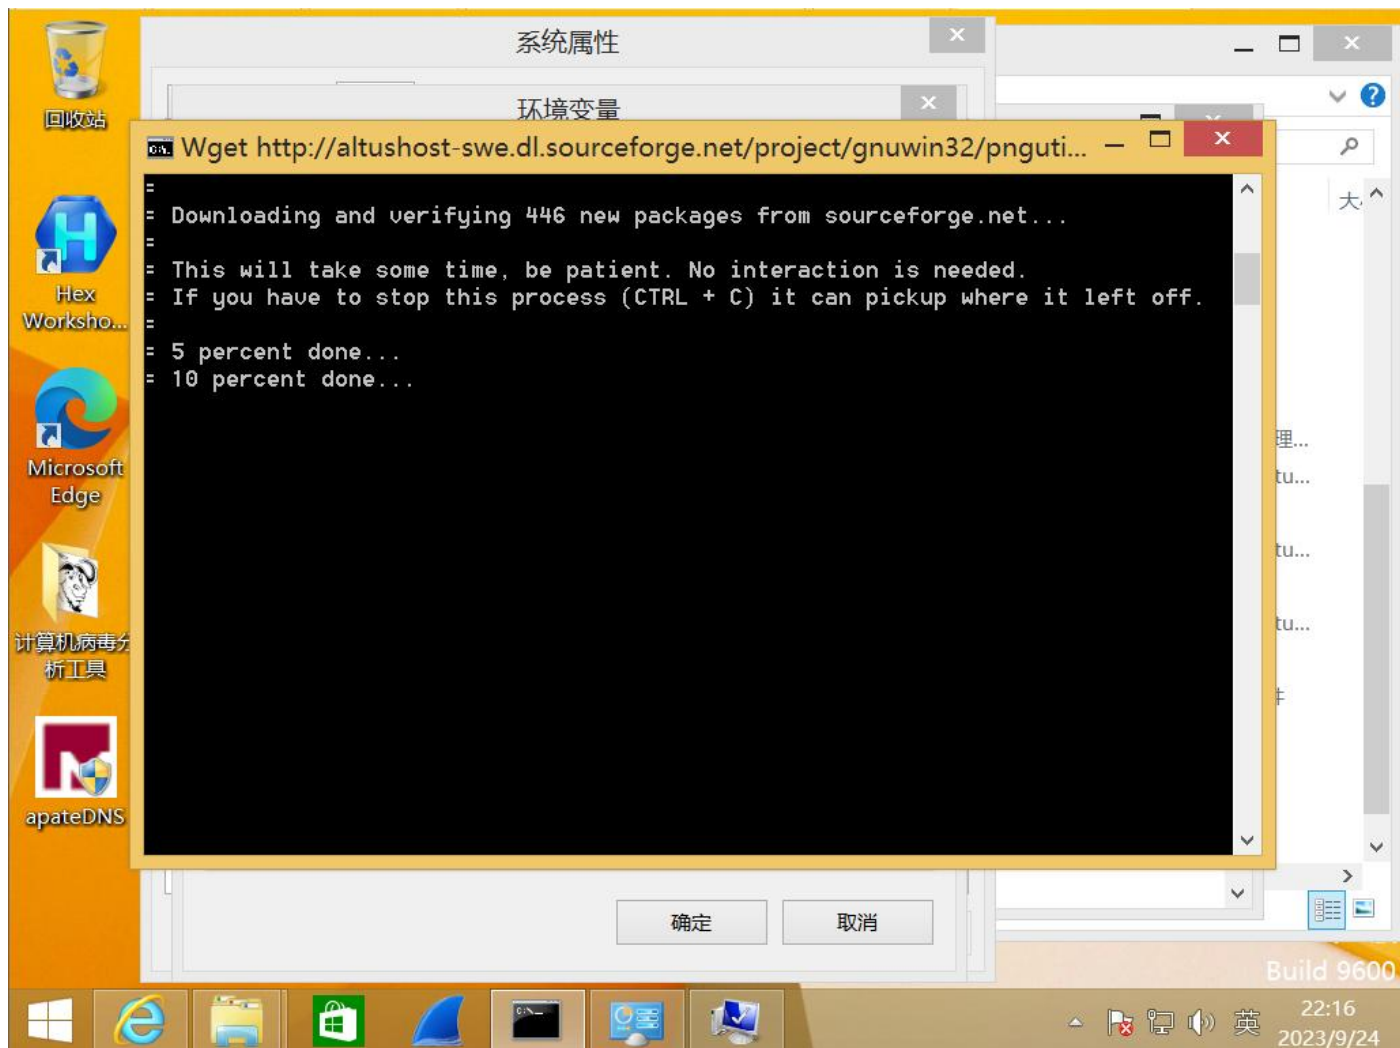 系统属性
环境变量
Wget http://altushost-swe.dl.sourceforge.net/project/gnuwin32/pnguti...
=
= Downloading and verifying 446 new packages from sourceforge.net...
=
= This will take some time, be patient. No interaction is needed.
= If you have to stop this process (CTRL + C) it can pickup where it left off.
=
= 5 percent done...
= 10 percent done...
回收站
Hex
Worksho...
Microsoft
Edge
计算机病毒分
析工具
apateDNS
理...
tu...
tu...
tu...
确定
取消
Build 9600
英
22:16
2023/9/24